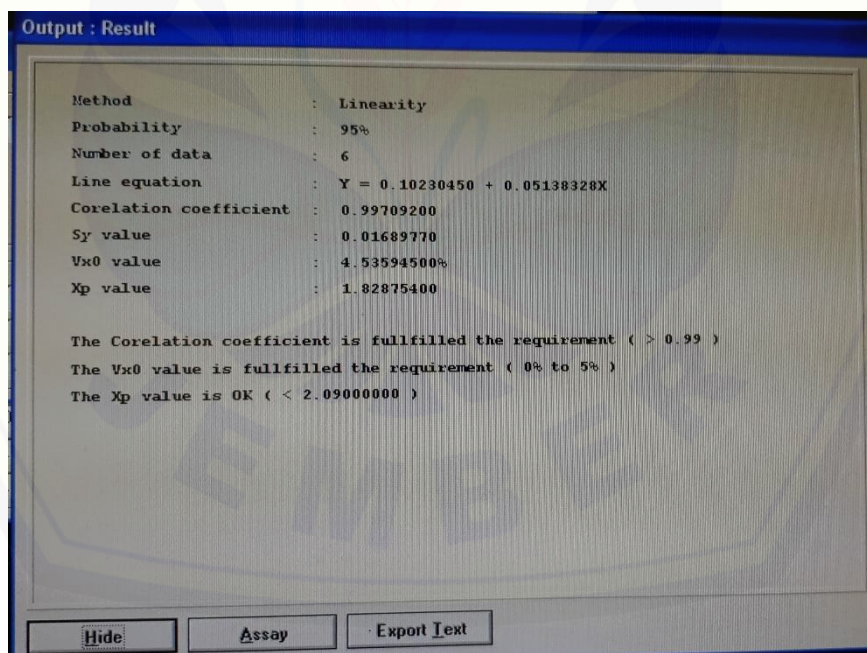 Output : Result
Method : Linearity
Probability : 95%
Number of data : 6
Line equation : Y = 0.10230450 + 0.05138328X
Corelation coefficient : 0.99709200
Sy value : 0.01689770
Vx0 value : 4.53594500%
Xp value : 1.82875400
The Corelation coefficient is fullfilled the requirement ( > 0.99 )
The Vx0 value is fullfilled the requirement ( 0% to 5% )
The Xp value is OK ( < 2.09000000 )
EMBER
Hide Assay Export Text